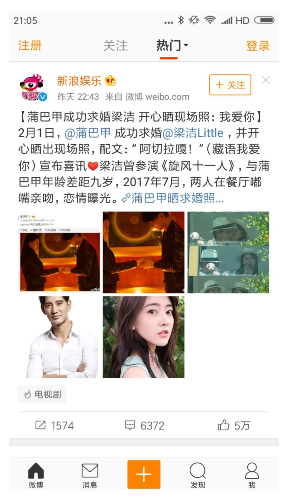 21:05
注册
关注
热门
登录
新浪娱乐
昨天 22:43 来自 微博 weibo.com
+ 关注
【蒲巴甲成功求婚梁洁 开心晒现场照：我爱你】
2月1日，@蒲巴甲 成功求婚@梁洁Little ，并开
心晒出现场照，配文：“ 阿切拉嘎！”（藏语我爱
你）宣布喜讯❤梁洁曾参演《旋风十一人》，与蒲
巴甲年龄差距九岁，2017年7月，两人在餐厅嘟
嘴亲吻，恋情曝光。蒲巴甲晒求婚照...
电视剧
1574
6372
5万
微博
消息
发现
我